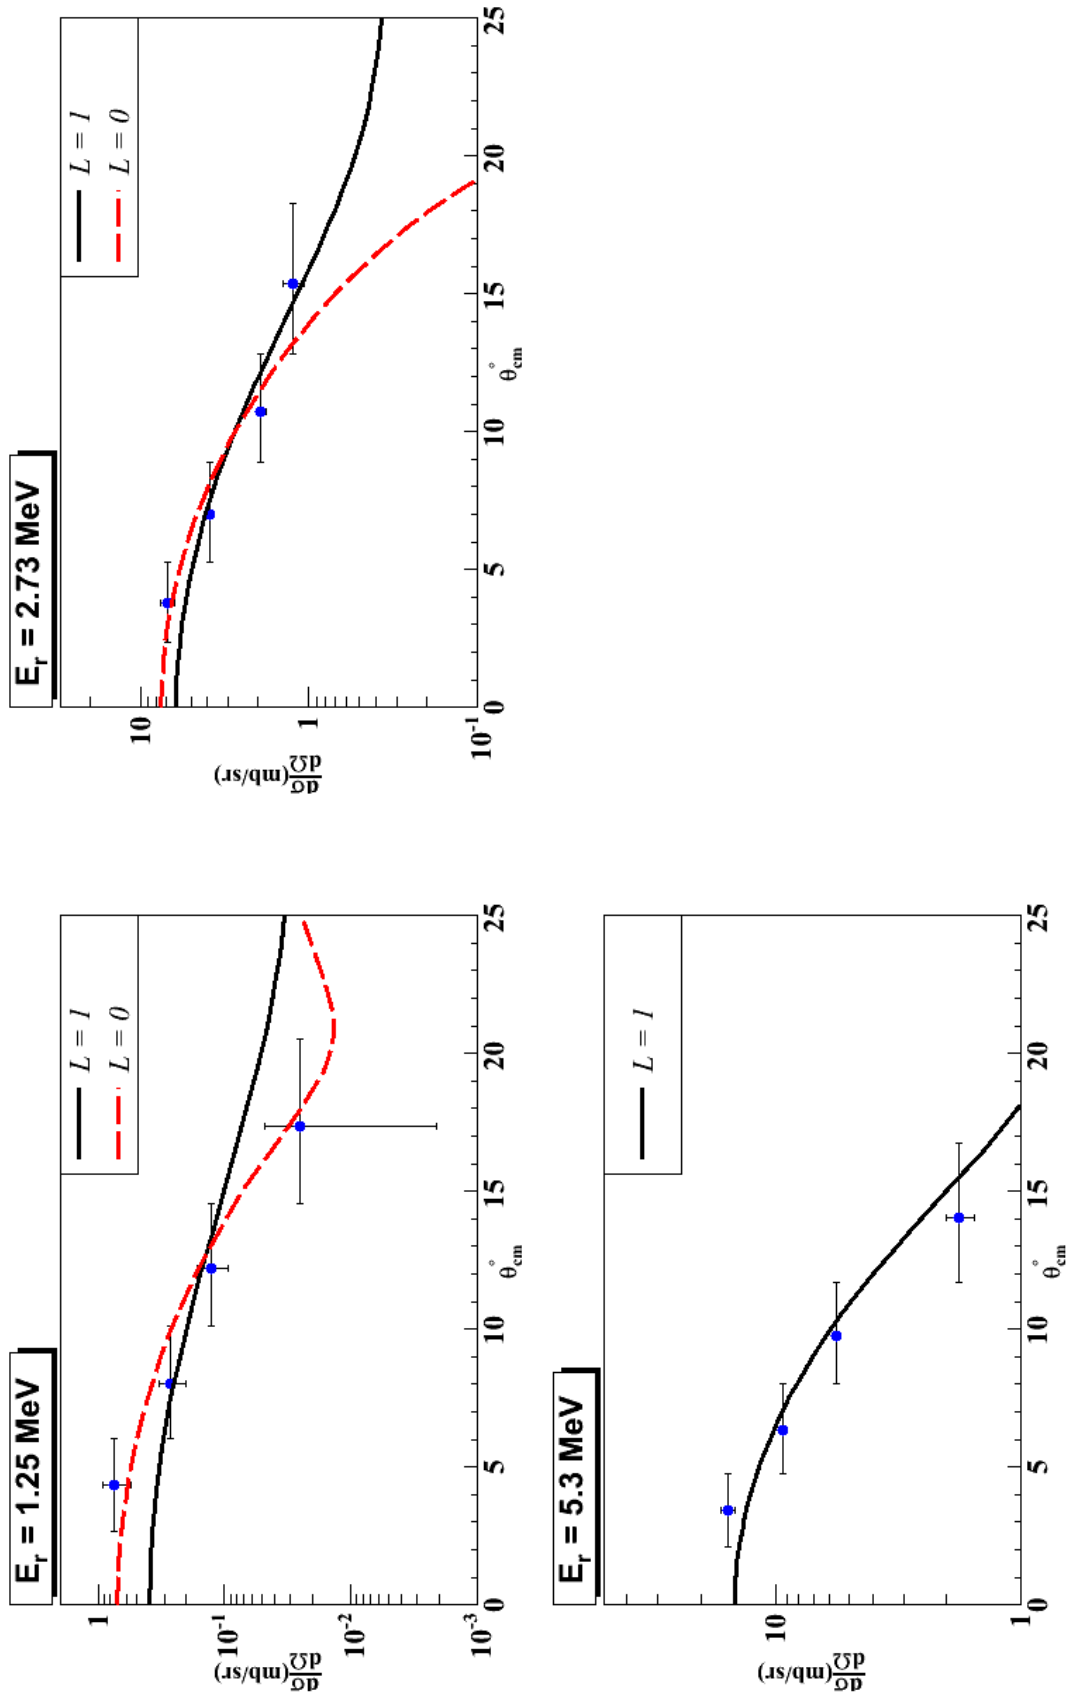 E_r = 1.25 MeV
dσ/dΩ (mb/sr)
1
10^-1
10^-2
10^-3
0 5 10 15 20 25
θ°_cm
L = 1
L = 0
E_r = 2.73 MeV
dσ/dΩ (mb/sr)
10
1
10^-1
0 5 10 15 20 25
θ°_cm
L = 1
L = 0
E_r = 5.3 MeV
dσ/dΩ (mb/sr)
10
1
0 5 10 15 20 25
θ°_cm
L = 1